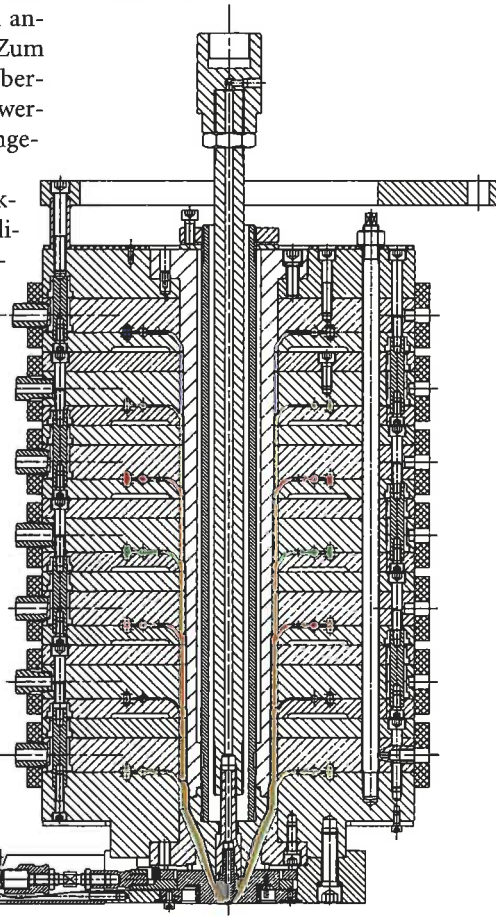 an-
Zum
ber-
wer-
nge-
k-
li-
-